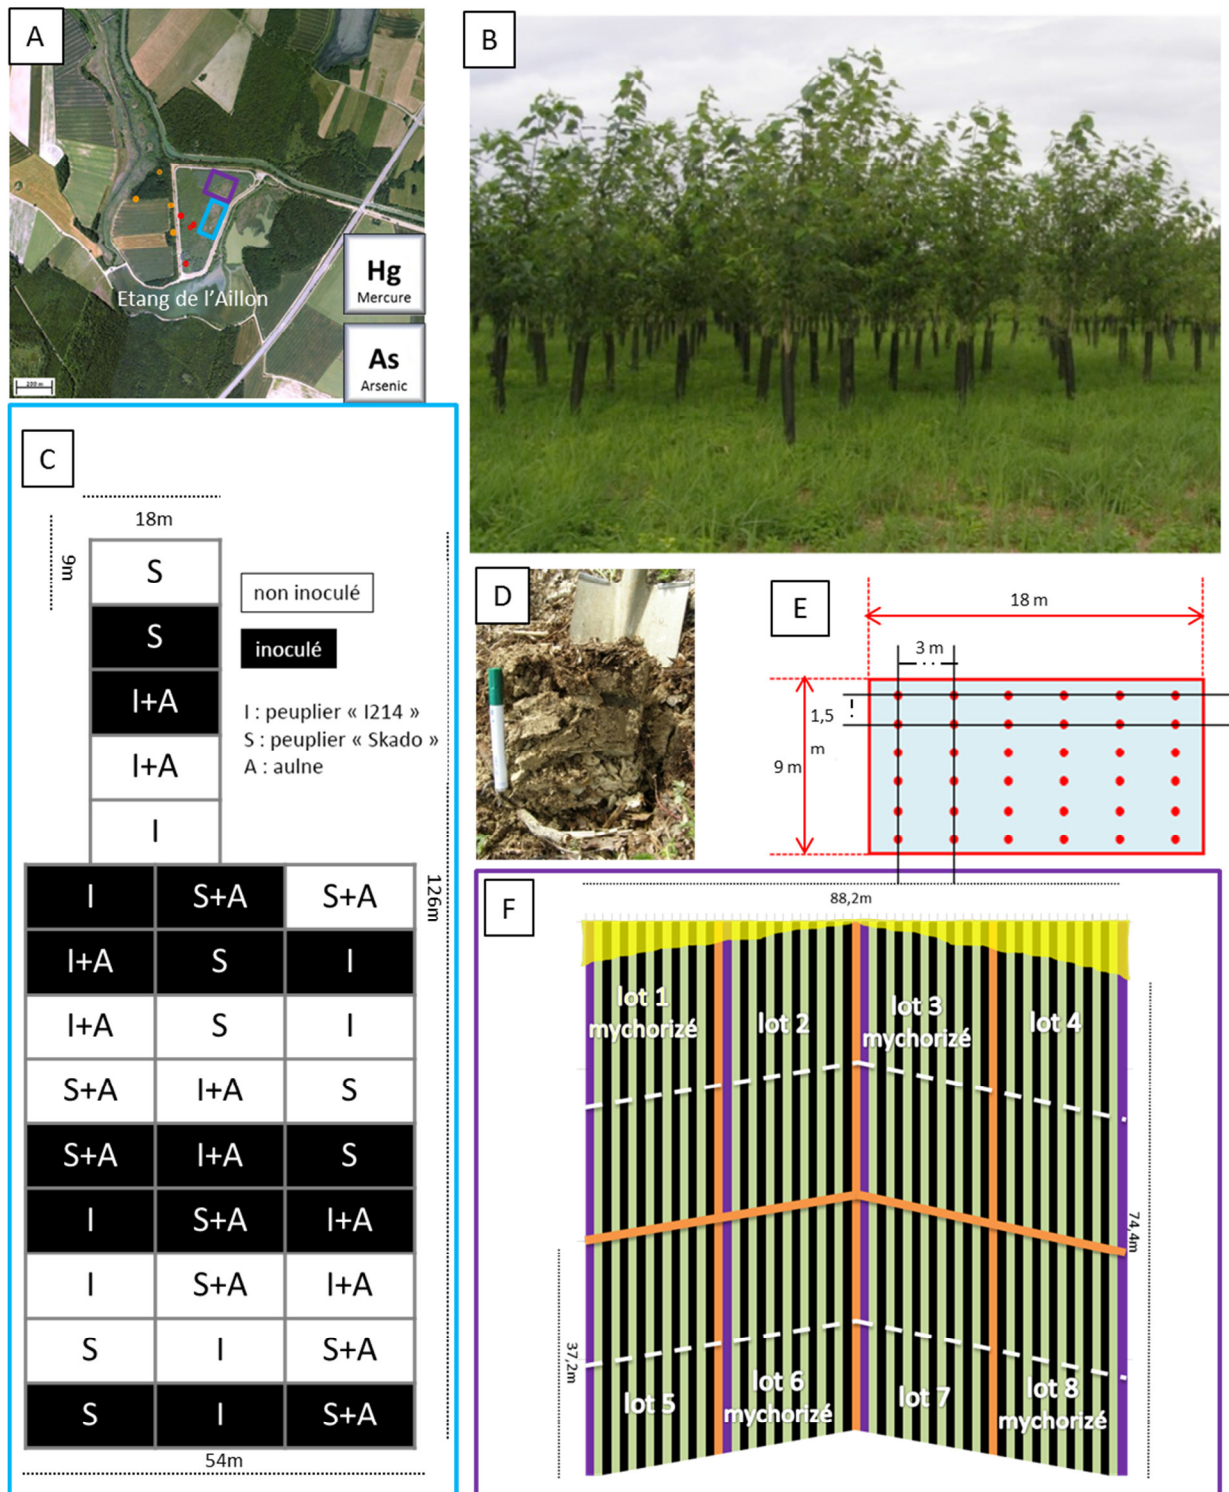 A
Etang de l'Aillon
Hg
Mercure
As
Arsenic
200 m
B
C
18m
9m
S
S
I+A
I+A
I
non inoculé
inoculé
I : peuplier « I214 »
S : peuplier « Skado »
A : aulne
126m
I S+A S+A
I+A S I
I+A S I
S+A I+A S
S+A I+A S
I S+A I+A
I S+A I+A
S I S+A
S I S+A
54m
D
E
18 m
3 m
1,5
m
9 m
F
88,2m
lot 1
mychorizé
lot 2
lot 3
mychorizé
lot 4
74,4m
37,2m
lot 5
lot 6
mychorizé
lot 7
lot 8
mychorizé